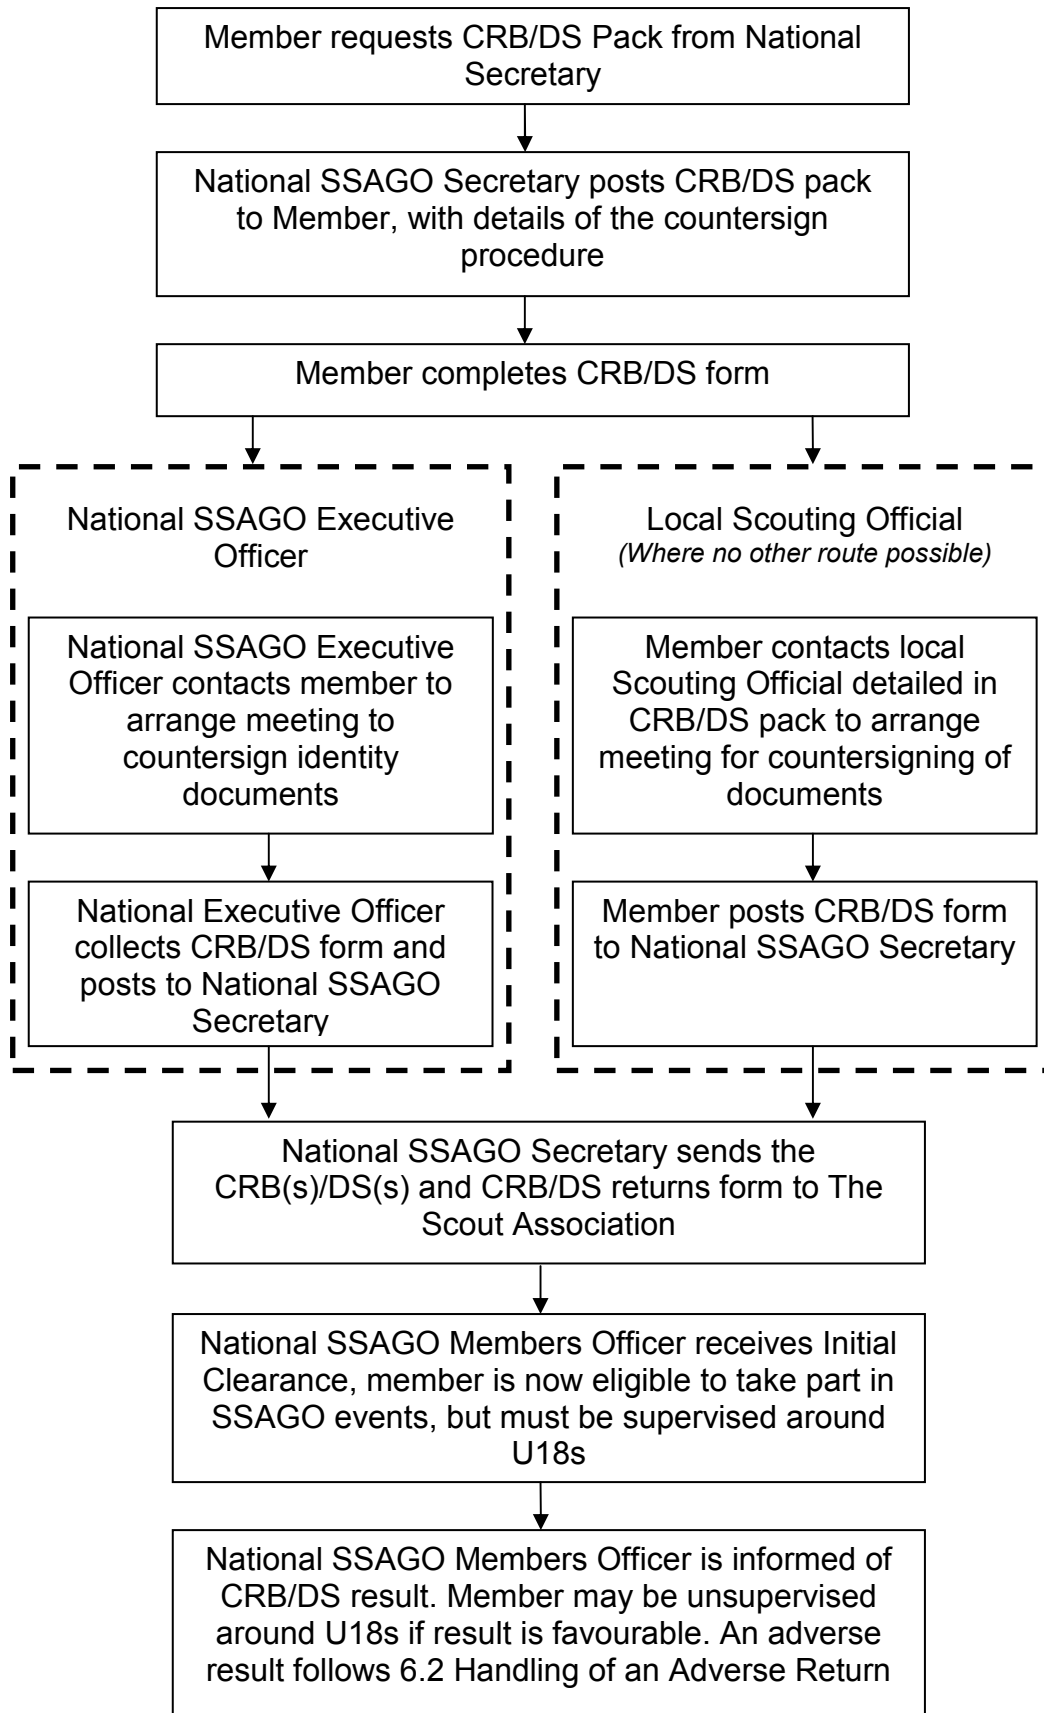 Member requests CRB/DS Pack from National
Secretary
National SSAGO Secretary posts CRB/DS pack
to Member, with details of the countersign
procedure
Member completes CRB/DS form
National SSAGO Executive
Officer
National SSAGO Executive
Officer contacts member to
arrange meeting to
countersign identity
documents
National Executive Officer
collects CRB/DS form and
posts to National SSAGO
Secretary
Local Scouting Official
(Where no other route possible)
Member contacts local
Scouting Official detailed in
CRB/DS pack to arrange
meeting for countersigning of
documents
Member posts CRB/DS form
to National SSAGO Secretary
National SSAGO Secretary sends the
CRB(s)/DS(s) and CRB/DS returns form to The
Scout Association
National SSAGO Members Officer receives Initial
Clearance, member is now eligible to take part in
SSAGO events, but must be supervised around
U18s
National SSAGO Members Officer is informed of
CRB/DS result. Member may be unsupervised
around U18s if result is favourable. An adverse
result follows 6.2 Handling of an Adverse Return